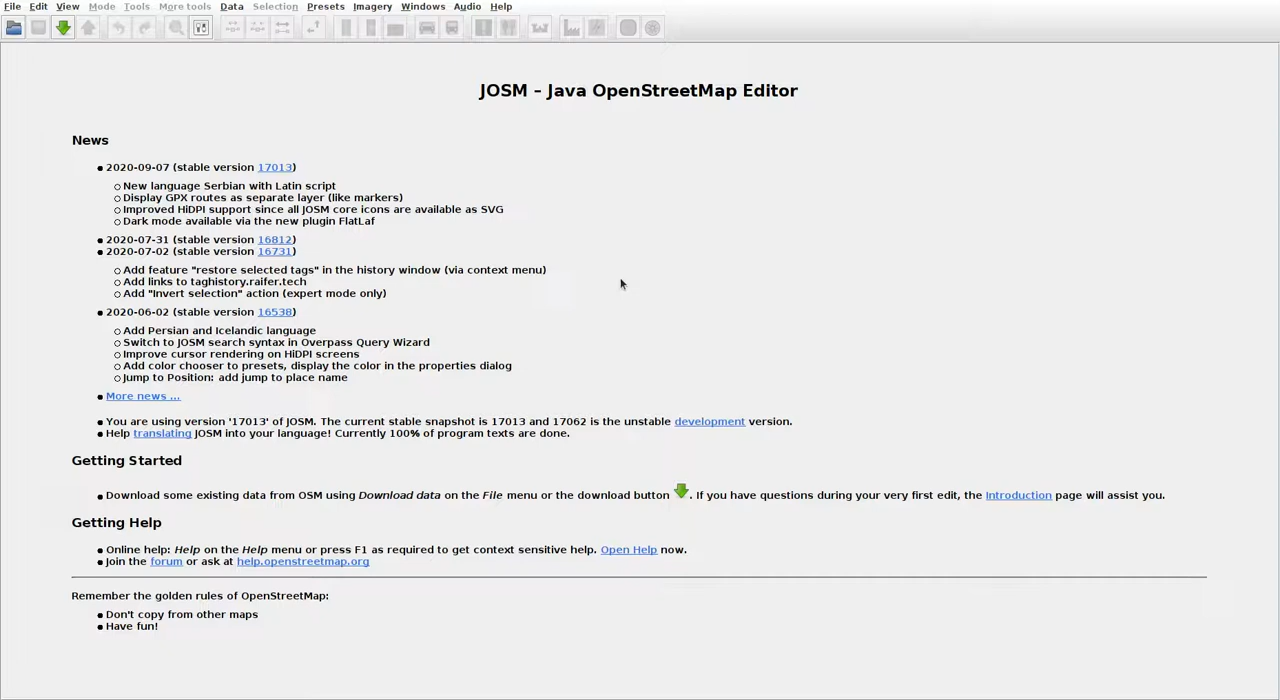 File Edit View Mode Tools More tools Data Selection Presets Imagery Windows Audio Help
JOSM – Java OpenStreetMap Editor
News
2020-09-07 (stable version 17013)
New language Serbian with Latin script
Display GPX routes as separate layer (like markers)
Improved HiDPI support since all JOSM core icons are available as SVG
Dark mode available via the new plugin FlatLaf
2020-07-31 (stable version 16812)
2020-07-02 (stable version 16731)
Add feature "restore selected tags" in the history window (via context menu)
Add links to taghistory.raifer.tech
Add "Invert selection" action (expert mode only)
2020-06-02 (stable version 16538)
Add Persian and Icelandic language
Switch to JOSM search syntax in Overpass Query Wizard
Improve cursor rendering on HiDPI screens
Add color chooser to presets, display the color in the properties dialog
Jump to Position: add jump to place name
More news ...
You are using version '17013' of JOSM. The current stable snapshot is 17013 and 17062 is the unstable development version.
Help translating JOSM into your language! Currently 100% of program texts are done.
Getting Started
Download some existing data from OSM using Download data on the File menu or the download button . If you have questions during your very first edit, the Introduction page will assist you.
Getting Help
Online help: Help on the Help menu or press F1 as required to get context sensitive help. Open Help now.
Join the forum or ask at help.openstreetmap.org
Remember the golden rules of OpenStreetMap:
Don't copy from other maps
Have fun!